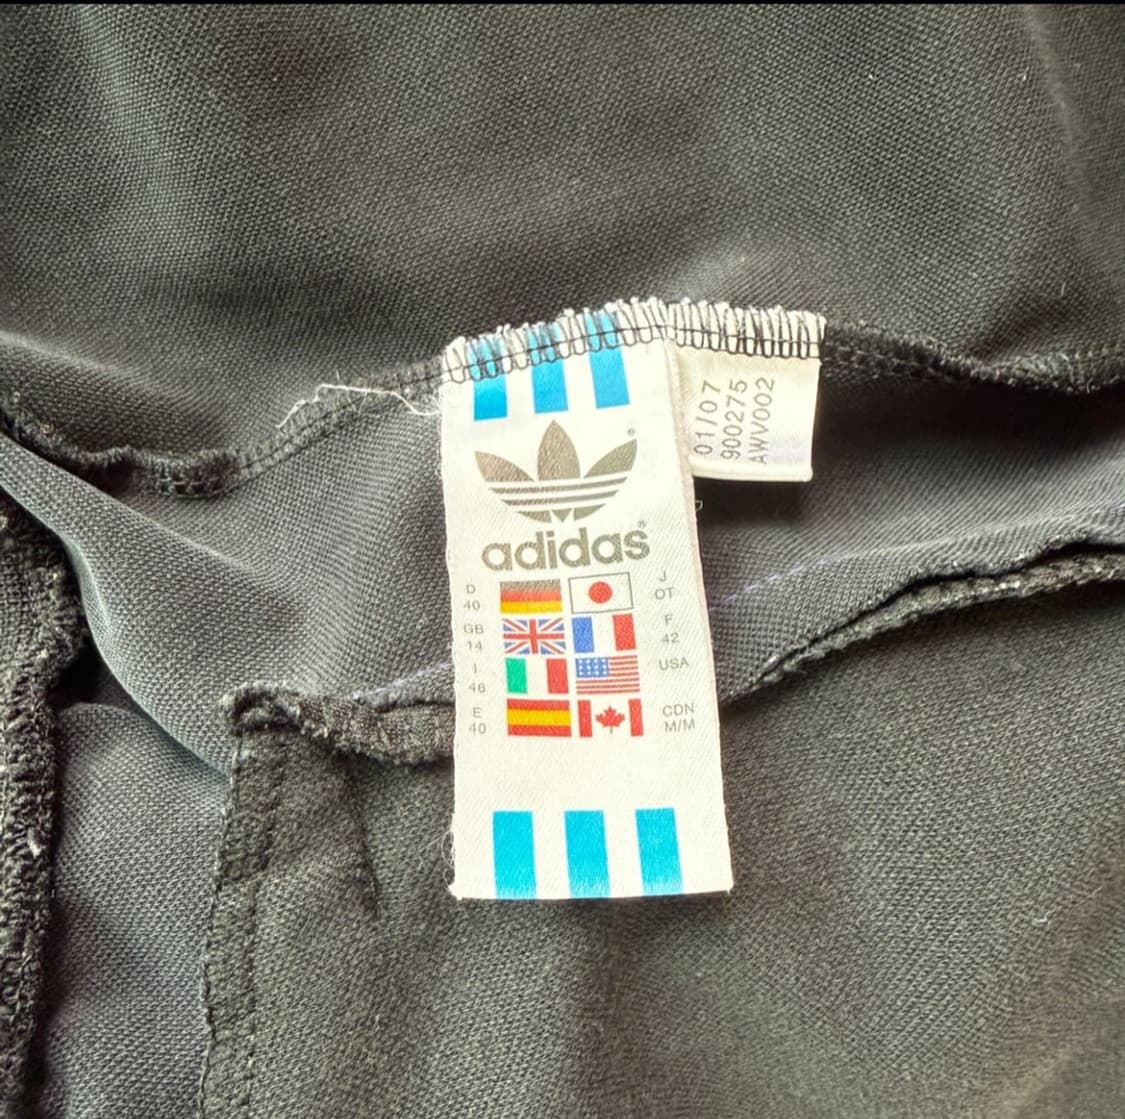 01/07
900275
AWV002
adidas®
D
40
J
OT
GB
14
F
42
I
46
USA
E
40
CDN
M/M